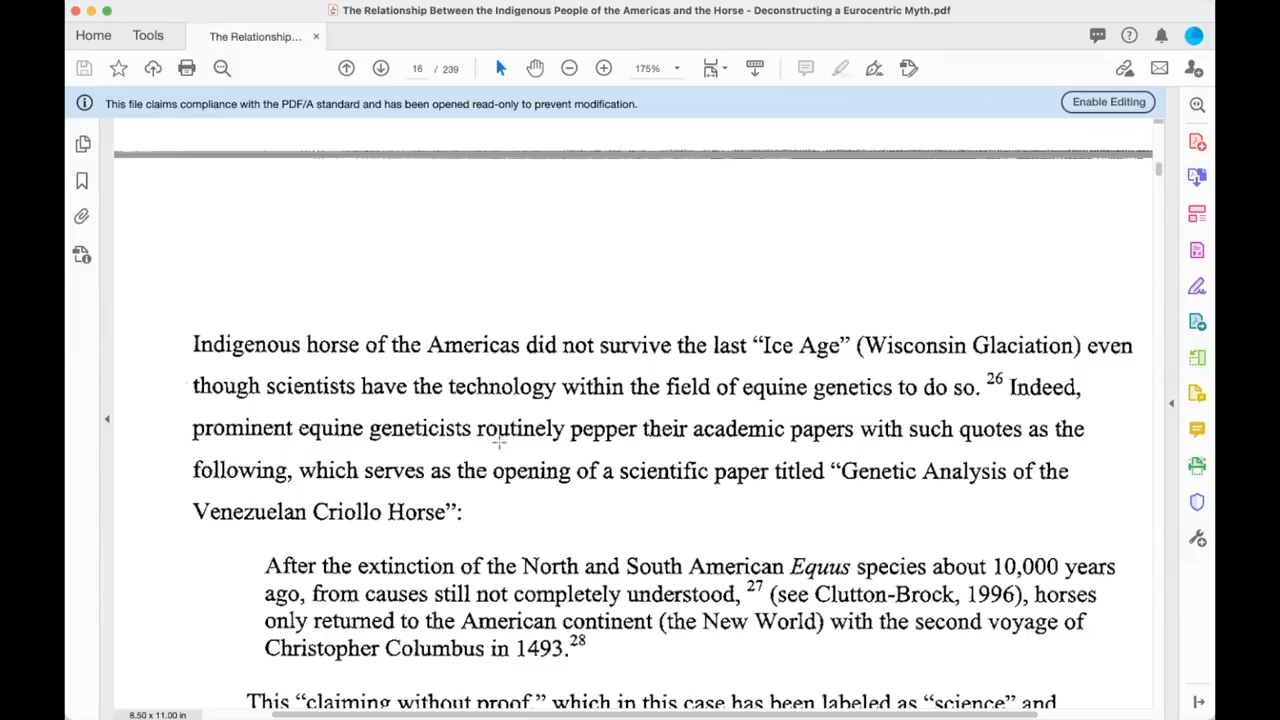 The Relationship Between the Indigenous People of the Americas and the Horse - Deconstructing a Eurocentric Myth.pdf
Home Tools The Relationship... ×
16 / 239 175%
This file claims compliance with the PDF/A standard and has been opened read-only to prevent modification. Enable Editing
Indigenous horse of the Americas did not survive the last “Ice Age” (Wisconsin Glaciation) even
though scientists have the technology within the field of equine genetics to do so. 26 Indeed,
prominent equine geneticists routinely pepper their academic papers with such quotes as the
following, which serves as the opening of a scientific paper titled “Genetic Analysis of the
Venezuelan Criollo Horse”:
After the extinction of the North and South American Equus species about 10,000 years
ago, from causes still not completely understood, 27 (see Clutton-Brock, 1996), horses
only returned to the American continent (the New World) with the second voyage of
Christopher Columbus in 1493.28
This “claiming without proof,” which in this case has been labeled as “science” and
8.50 x 11.00 in